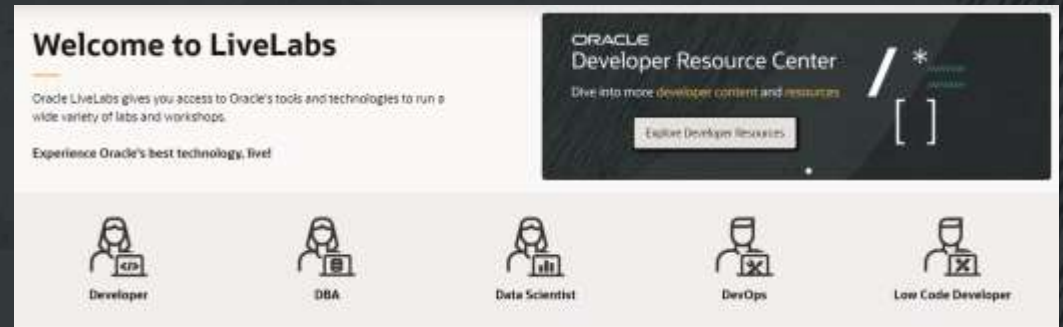 Welcome to LiveLabs
Oracle LiveLabs gives you access to Oracle's tools and technologies to run a
wide variety of labs and workshops.
Experience Oracle's best technology, live!
ORACLE
Developer Resource Center
Dive into more developer content and resources
Explore Developer Resources
/ *
[ ]
</>
Developer
DBA
Data Scientist
DevOps
Low Code Developer